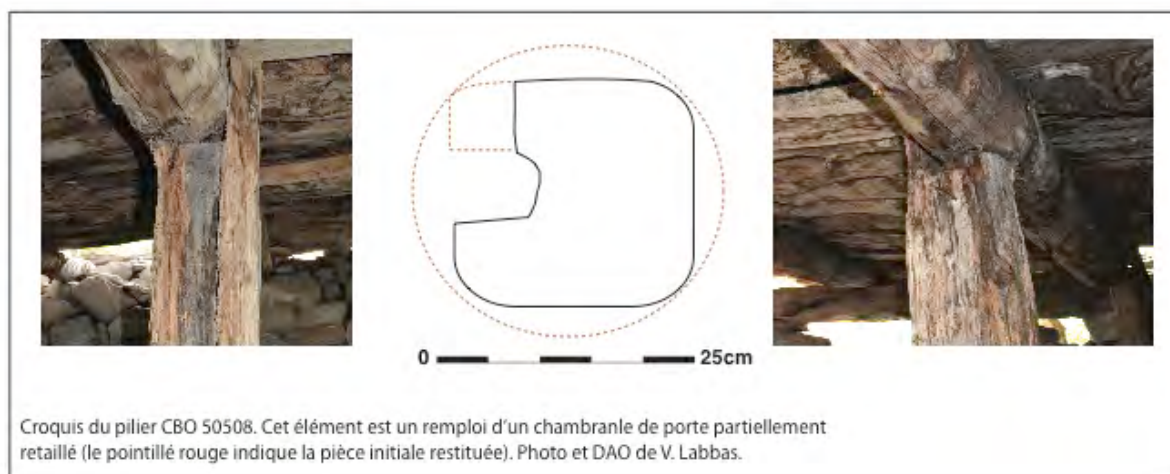 0 25cm
Croquis du pilier CBO 50508. Cet élément est un remploi d'un chambranle de porte partiellement
retaillé (le pointillé rouge indique la pièce initiale restituée). Photo et DAO de V. Labbas.